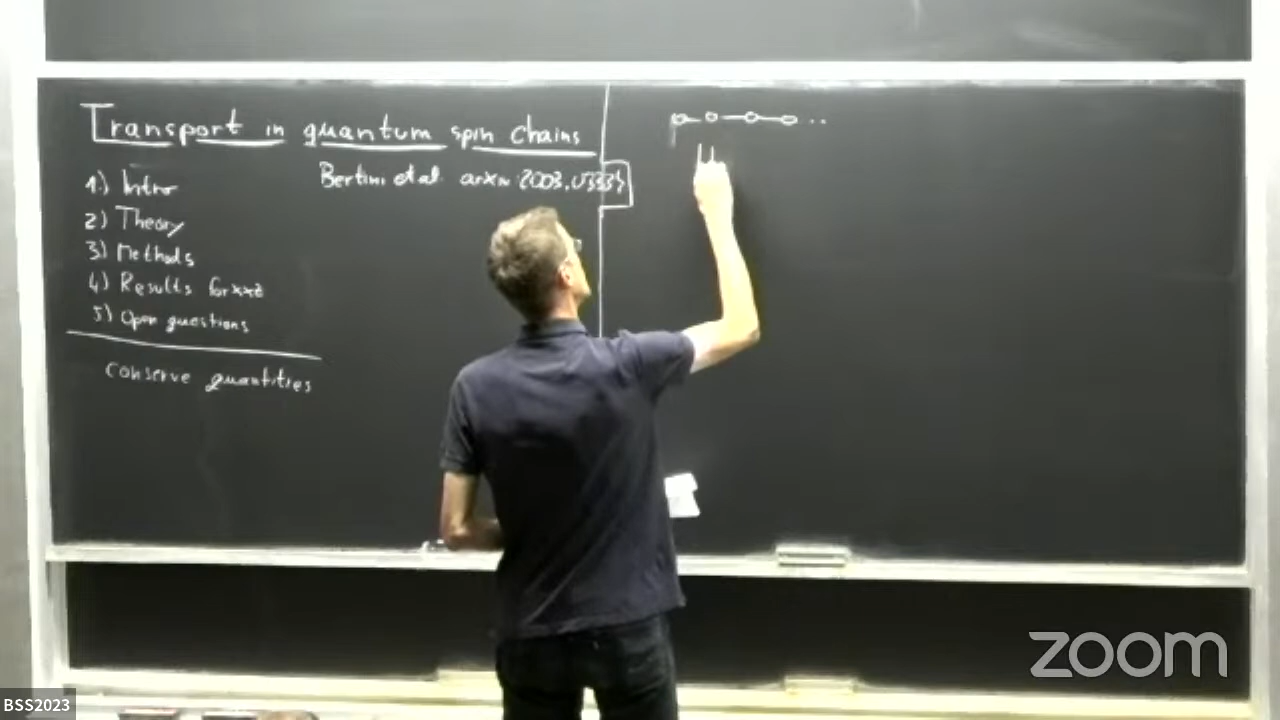 Transport in quantum spin chains
Bertini et al arxiv 2003.03334
1) Intro
2) Theory
3) Methods
4) Results for xxz
5) Open questions
conserve quantities
zoom
BSS2023